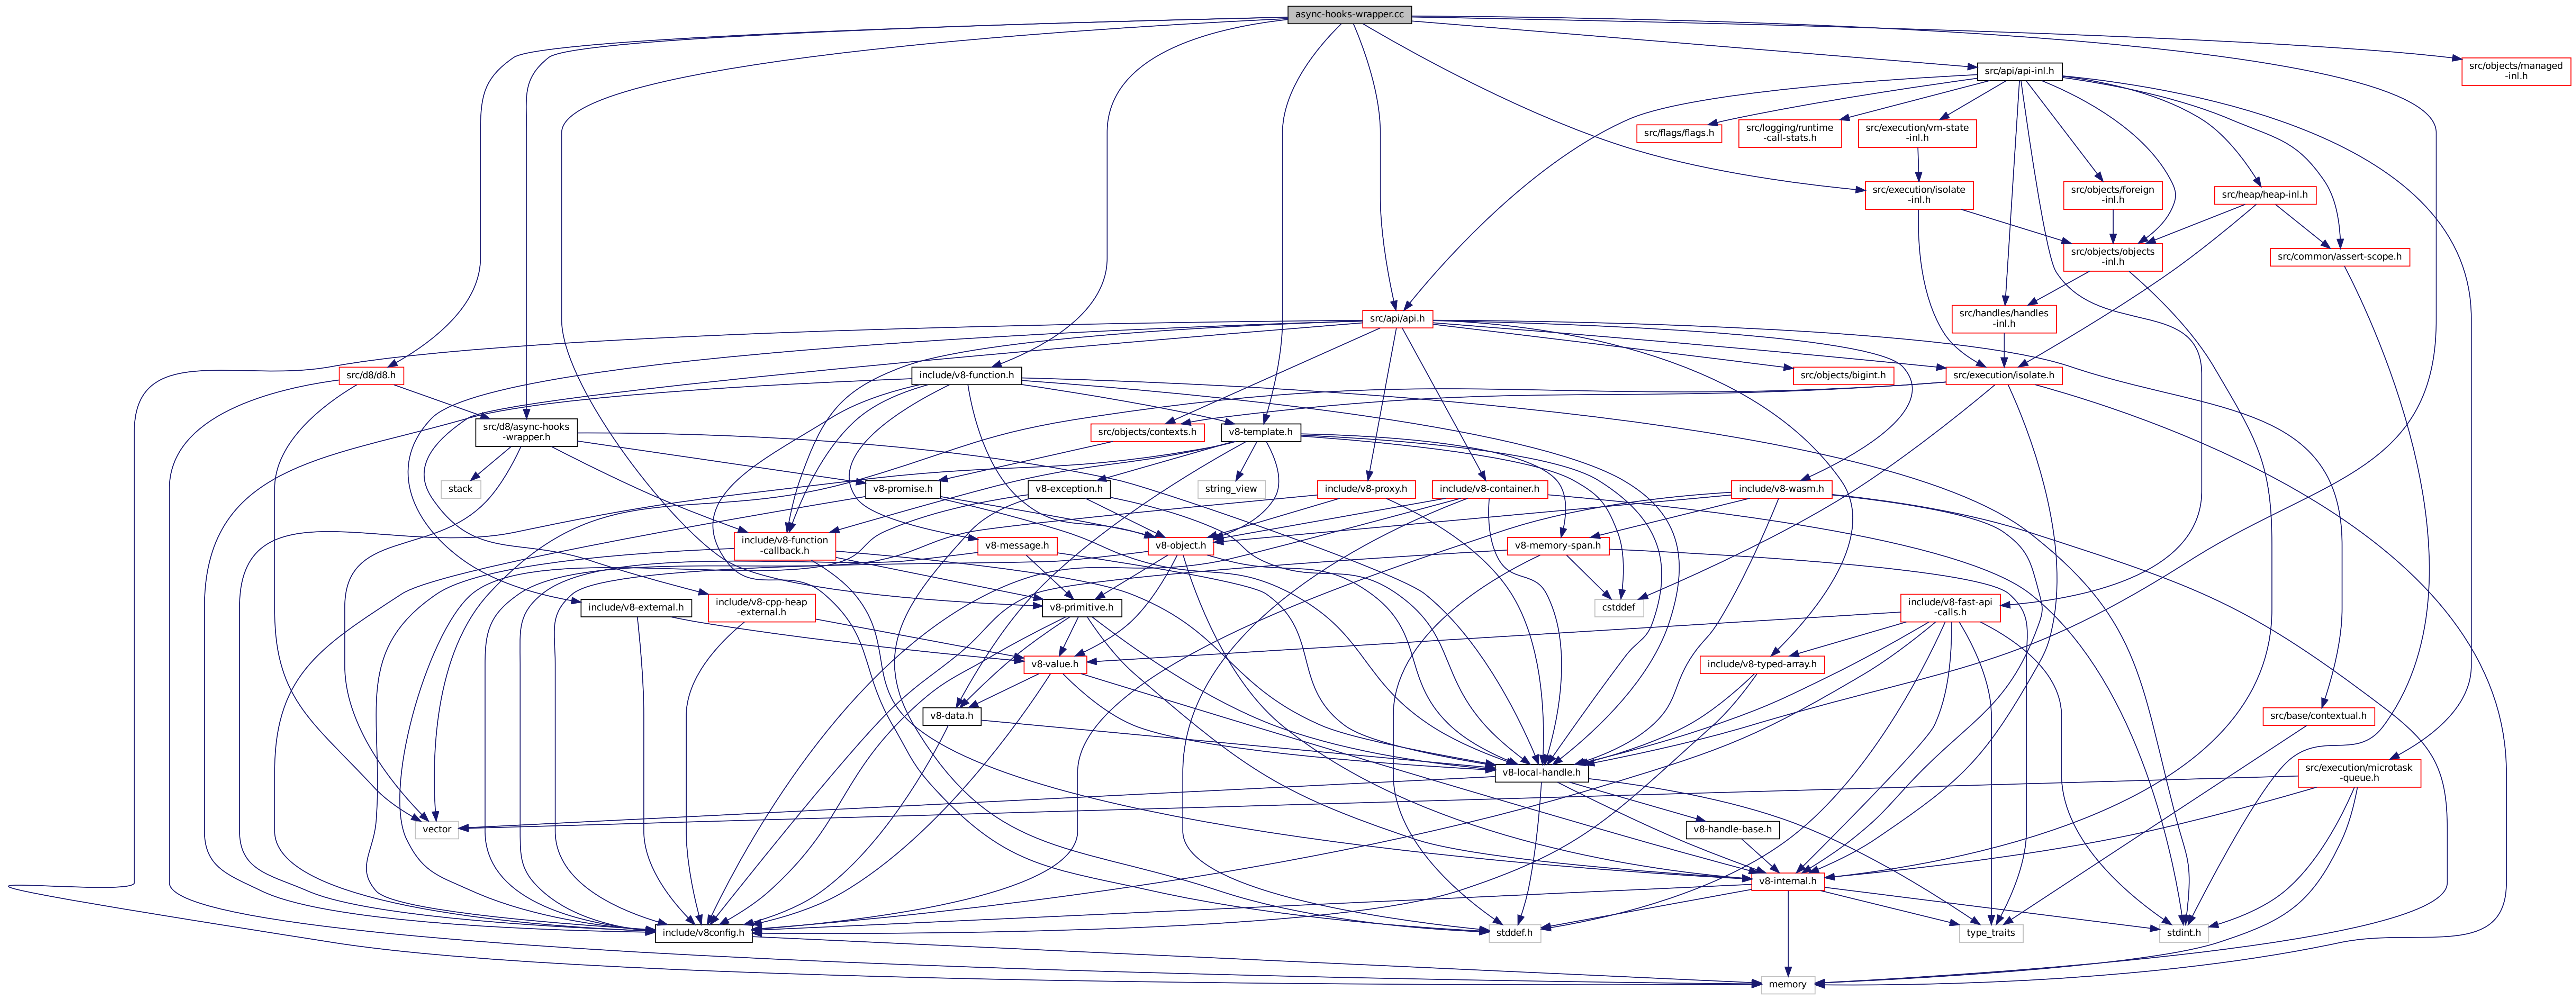 async-hooks-wrapper.cc
src/api/api-inl.h
src/objects/managed
-inl.h
src/flags/flags.h
src/logging/runtime
-call-stats.h
src/execution/vm-state
-inl.h
src/execution/isolate
-inl.h
src/objects/foreign
-inl.h
src/heap/heap-inl.h
src/objects/objects
-inl.h
src/common/assert-scope.h
src/api/api.h
src/handles/handles
-inl.h
src/d8/d8.h
include/v8-function.h
src/objects/bigint.h
src/execution/isolate.h
src/d8/async-hooks
-wrapper.h
src/objects/contexts.h
v8-template.h
stack
v8-promise.h
v8-exception.h
string_view
include/v8-proxy.h
include/v8-container.h
include/v8-wasm.h
include/v8-function
-callback.h
v8-message.h
v8-object.h
v8-memory-span.h
include/v8-external.h
include/v8-cpp-heap
-external.h
v8-primitive.h
cstddef
include/v8-fast-api
-calls.h
v8-value.h
include/v8-typed-array.h
v8-data.h
src/base/contextual.h
v8-local-handle.h
src/execution/microtask
-queue.h
vector
v8-handle-base.h
v8-internal.h
include/v8config.h
stddef.h
type_traits
stdint.h
memory